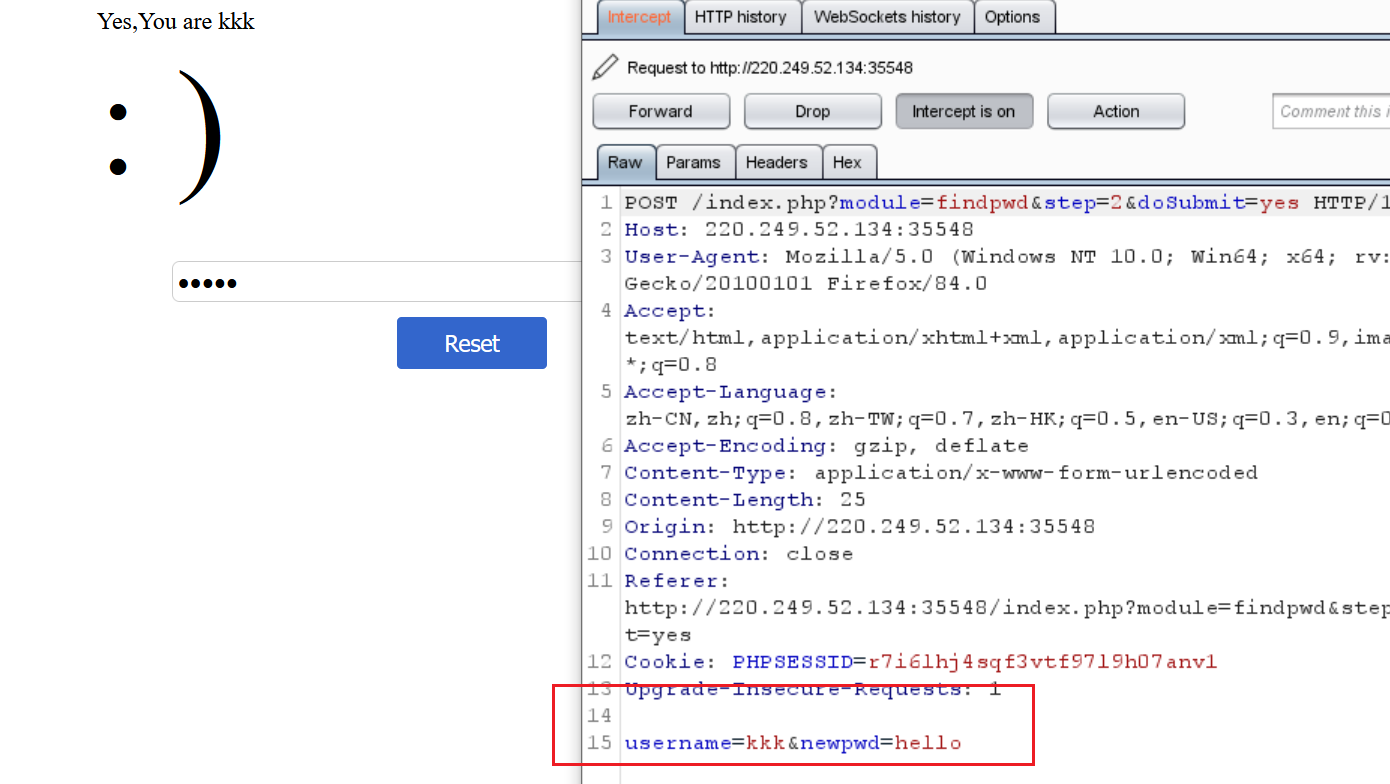 Yes,You are kkk
: )
•••••
Reset
Intercept HTTP history WebSockets history Options
Request to http://220.249.52.134:35548
Forward Drop Intercept is on Action Comment this i
Raw Params Headers Hex
1 POST /index.php?module=findpwd&step=2&doSubmit=yes HTTP/1
2 Host: 220.249.52.134:35548
3 User-Agent: Mozilla/5.0 (Windows NT 10.0; Win64; x64; rv:
Gecko/20100101 Firefox/84.0
4 Accept:
text/html,application/xhtml+xml,application/xml;q=0.9,ima
*;q=0.8
5 Accept-Language:
zh-CN,zh;q=0.8,zh-TW;q=0.7,zh-HK;q=0.5,en-US;q=0.3,en;q=0
6 Accept-Encoding: gzip, deflate
7 Content-Type: application/x-www-form-urlencoded
8 Content-Length: 25
9 Origin: http://220.249.52.134:35548
10 Connection: close
11 Referer:
http://220.249.52.134:35548/index.php?module=findpwd&step
t=yes
12 Cookie: PHPSESSID=r7i6lhj4sqf3vtf97l9h07anv1
13 Upgrade-Insecure-Requests: 1
14
15 username=kkk&newpwd=hello